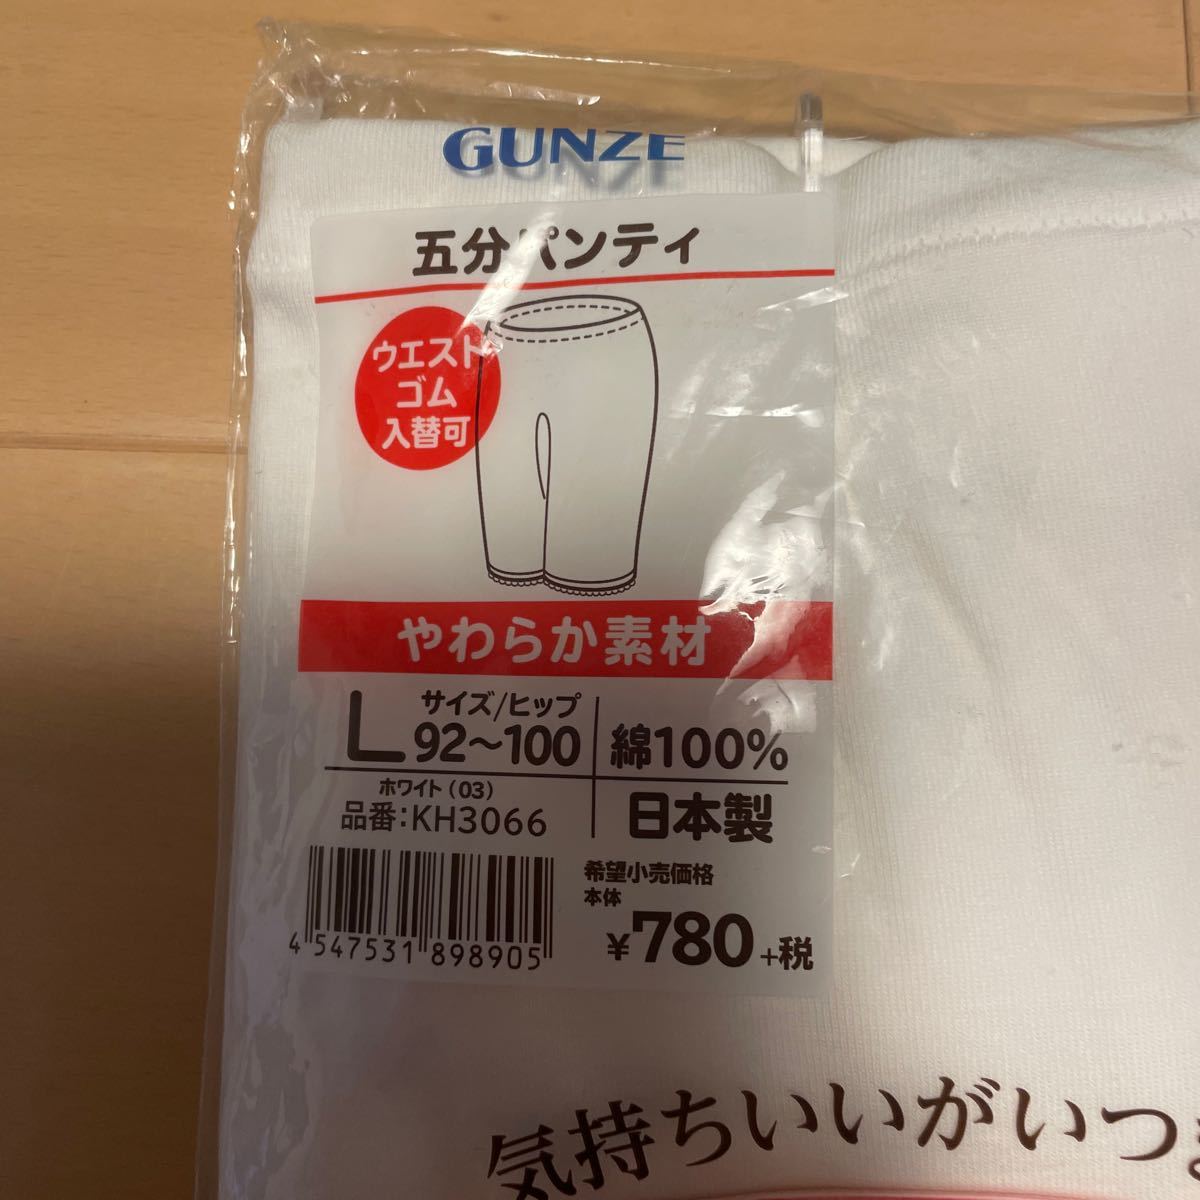 GUNZE
五分パンティ
ウエスト
ゴム
入替可
やわらか素材
L サイズ/ヒップ
92～100
綿100%
ホワイト(03)
品番:KH3066
日本製
希望小売価格
本体
¥780+税
4 547531 898905
気持ちいいがいつ